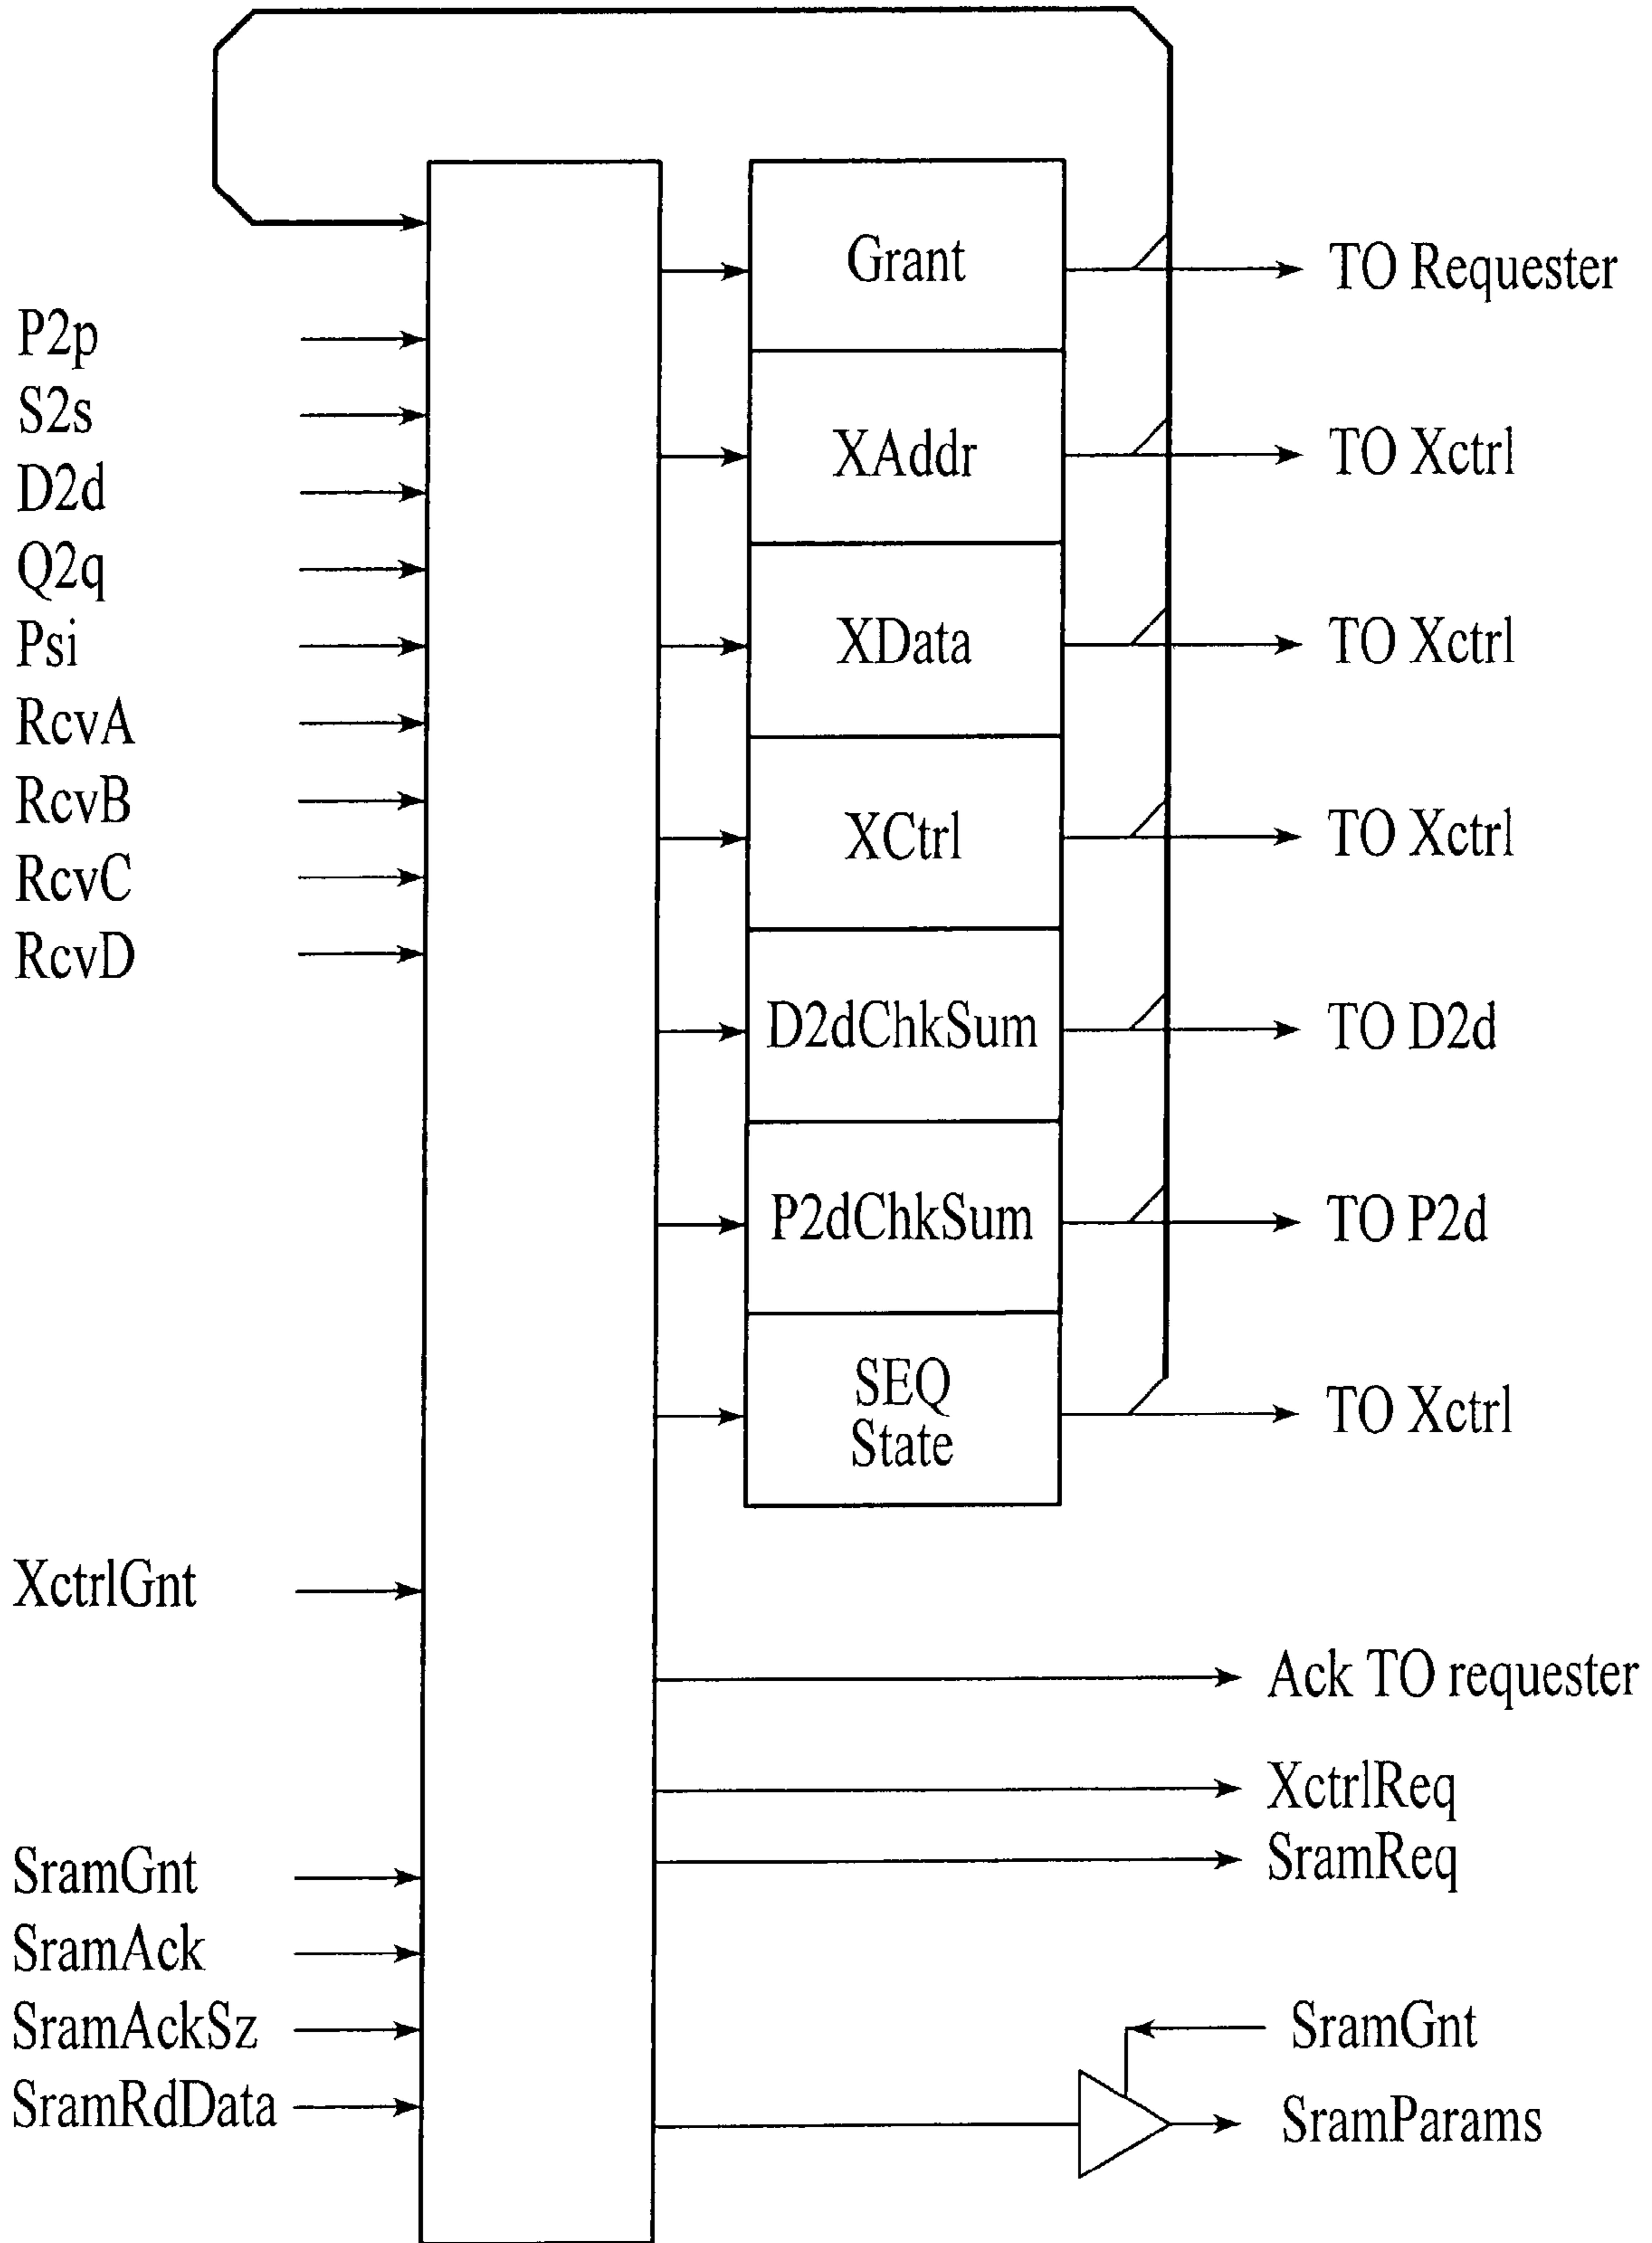 Grant
TO Requester
P2p
S2s
XAddr
TO Xctrl
D2d
Q2q
Psi
XData
TO Xctrl
RcvA
RcvB
XCtrl
TO Xctrl
RcvC
RcvD
D2dChkSum
TO D2d
P2dChkSum
TO P2d
SEQ
State
TO Xctrl
XctrlGnt
Ack TO requester
XctrlReq
SramGnt
SramReq
SramAck
SramAckSz
SramGnt
SramRdData
SramParams